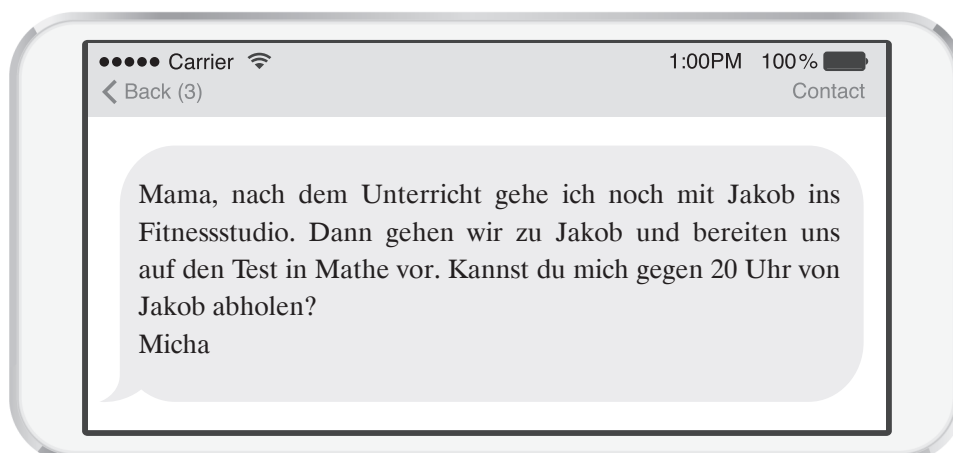 ●●●●● Carrier 1:00PM 100%
Back (3) Contact
Mama, nach dem Unterricht gehe ich noch mit Jakob ins
Fitnessstudio. Dann gehen wir zu Jakob und bereiten uns
auf den Test in Mathe vor. Kannst du mich gegen 20 Uhr von
Jakob abholen?
Micha